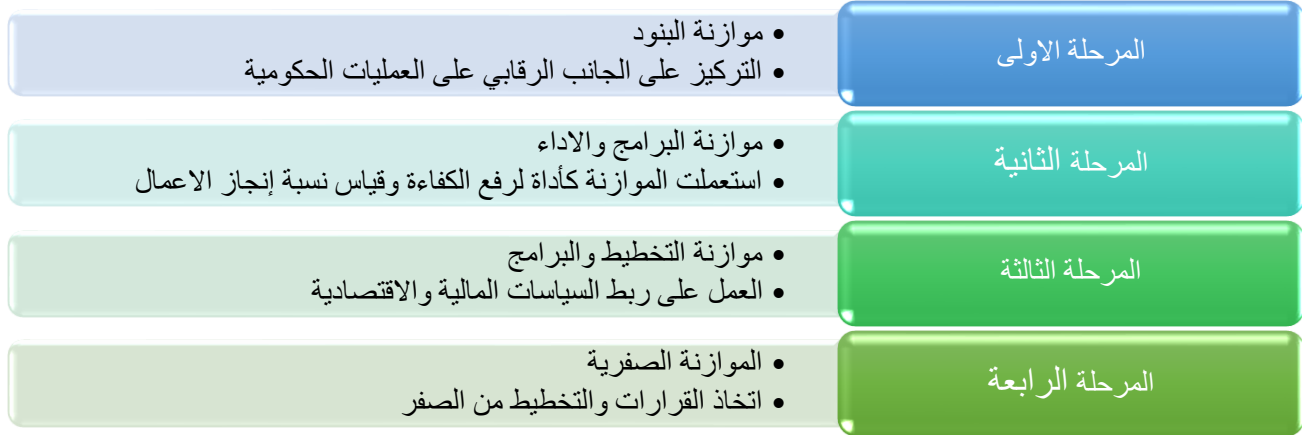 المرحلة الاولى
• موازنة البنود
• التركيز على الجانب الرقابي على العمليات الحكومية
المرحلة الثانية
• موازنة البرامج والاداء
• استعملت الموازنة كأداة لرفع الكفاءة وقياس نسبة إنجاز الاعمال
المرحلة الثالثة
• موازنة التخطيط والبرامج
• العمل على ربط السياسات المالية والاقتصادية
المرحلة الرابعة
• الموازنة الصفرية
• اتخاذ القرارات والتخطيط من الصفر